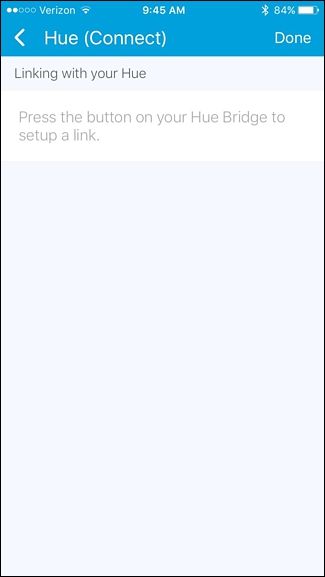 Verizon 9:45 AM 84%
Hue (Connect) Done
Linking with your Hue
Press the button on your Hue Bridge to
setup a link.